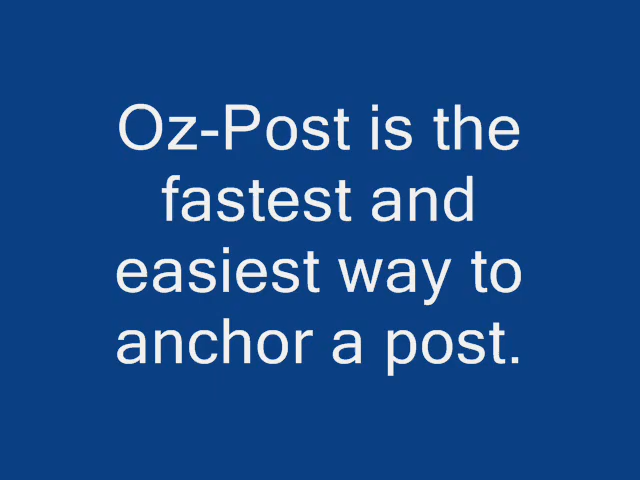 Oz-Post is the
fastest and
easiest way to
anchor a post.